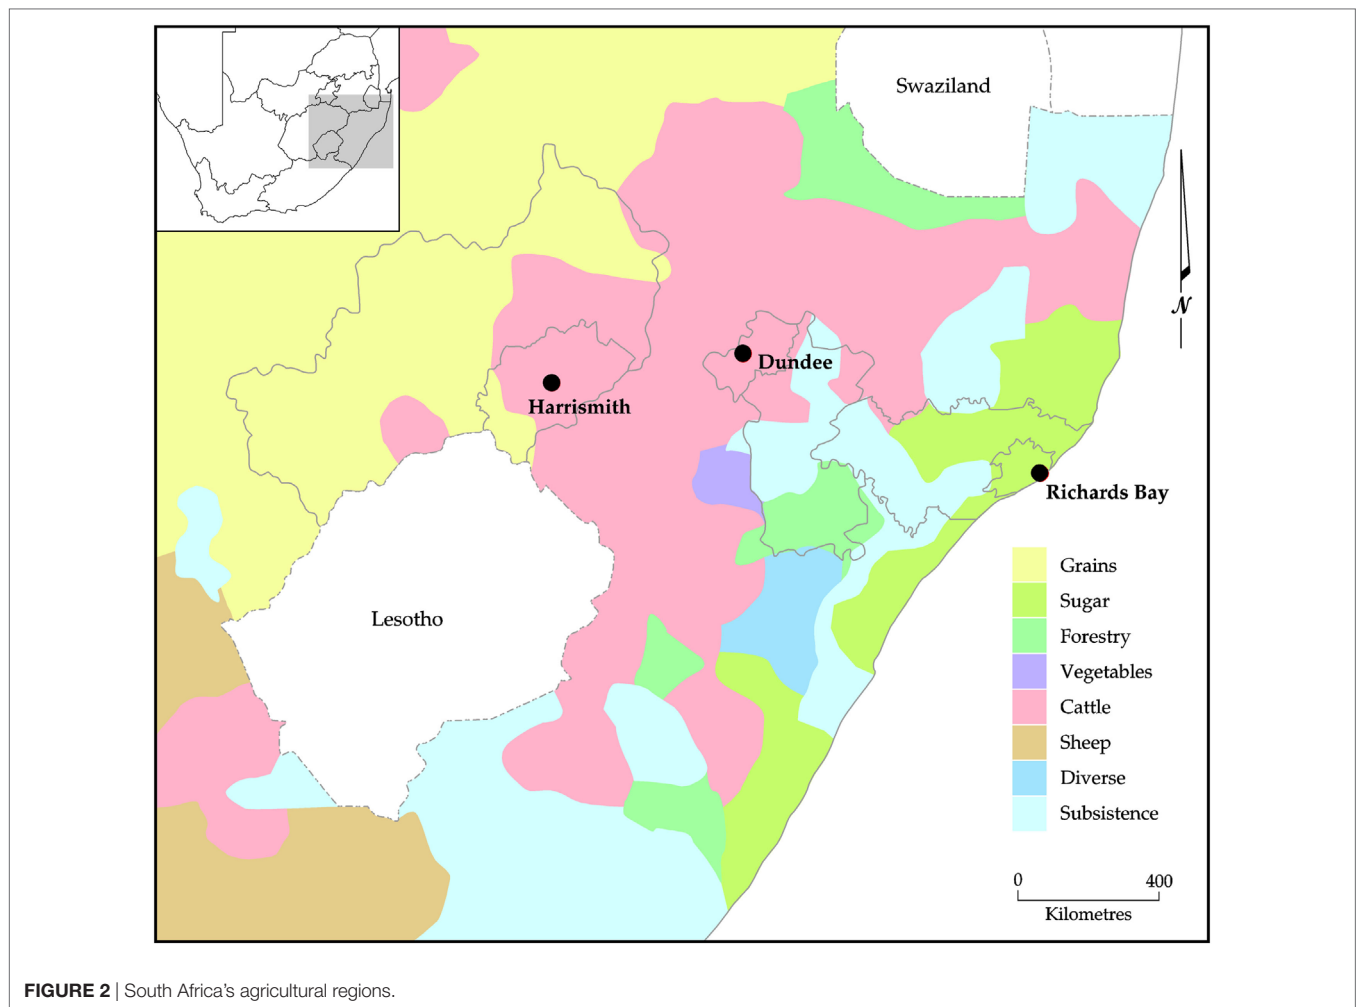 Swaziland
N
Dundee
Harrismith
Richards Bay
Lesotho
Grains
Sugar
Forestry
Vegetables
Cattle
Sheep
Diverse
Subsistence
0 400
Kilometres
FIGURE 2 | South Africa's agricultural regions.